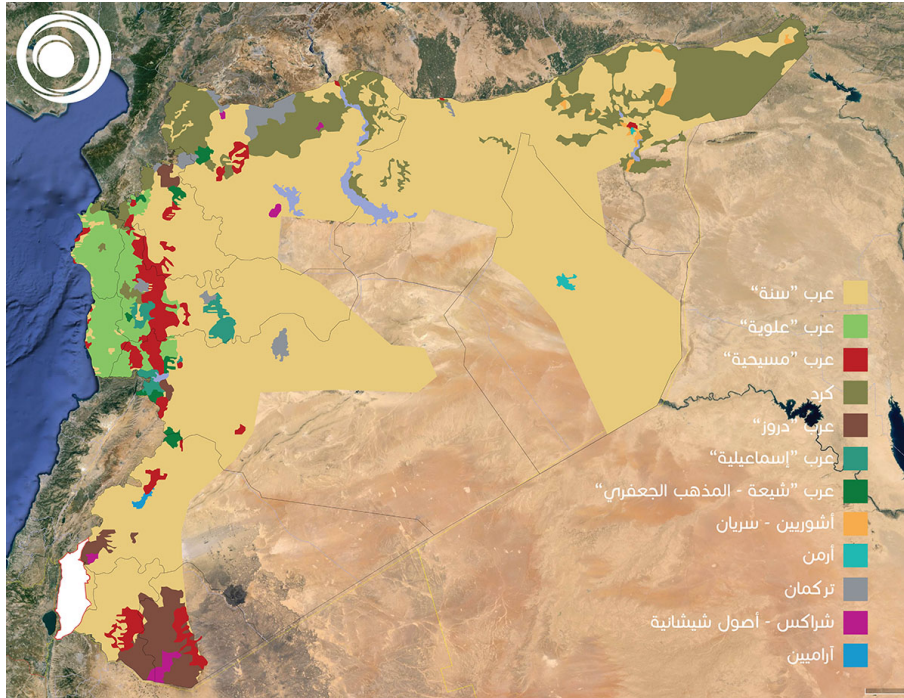 عرب “سنة“
عرب “علوية“
عرب “مسيحية“
كرد
عرب “دروز“
عرب “إسماعيلية“
عرب “شيعة - المذهب الجعفري“
أشوريين - سريان
أرمن
تركمان
شراكس - أصول شيشانية
آراميين